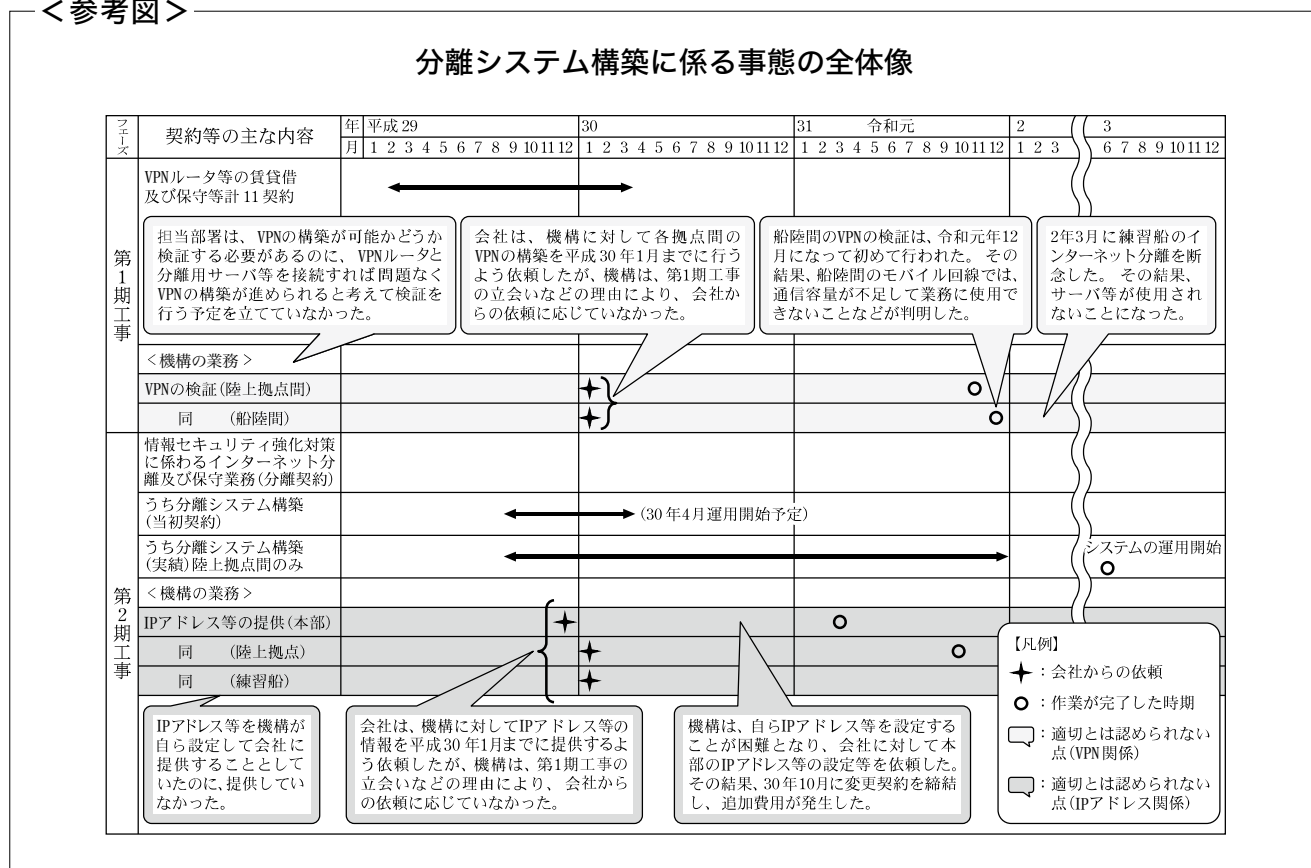 <参考図>
分離システム構築に係る事態の全体像
フェーズ
契約等の主な内容
年 平成29 30 31 令和元 2 3
月 1 2 3 4 5 6 7 8 9 10 11 12 1 2 3 4 5 6 7 8 9 10 11 12 1 2 3 4 5 6 7 8 9 10 11 12 1 2 3 6 7 8 9 10 11 12
第1期工事
VPNルータ等の賃貸借
及び保守等計11契約
担当部署は、VPNの構築が可能かどうか
検証する必要があるのに、VPNルータと
分離用サーバ等を接続すれば問題なく
VPNの構築が進められると考えて検証を
行う予定を立てていなかった。
会社は、機構に対して各拠点間の
VPNの構築を平成30年1月までに行う
よう依頼したが、機構は、第1期工事
の立会いなどの理由により、会社か
らの依頼に応じていなかった。
船陸間のVPNの検証は、令和元年12
月になって初めて行われた。その
結果、船陸間のモバイル回線では、
通信容量が不足して業務に使用で
きないことなどが判明した。
2年3月に練習船のイ
ンターネット分離を断
念した。その結果、
サーバ等が使用され
ないことになった。
<機構の業務>
VPNの検証(陸上拠点間)
同 (船陸間)
第2期工事
情報セキュリティ強化対策
に係わるインターネット分
離及び保守業務(分離契約)
うち分離システム構築
(当初契約)
(30年4月運用開始予定)
うち分離システム構築
(実績)陸上拠点間のみ
システムの運用開始
<機構の業務>
IPアドレス等の提供(本部)
同 (陸上拠点)
同 (練習船)
IPアドレス等を機構が
自ら設定して会社に
提供することとしてい
たのに、提供してい
なかった。
会社は、機構に対してIPアドレス等の
情報を平成30年1月までに提供するよ
う依頼したが、機構は、第1期工事の
立会いなどの理由により、会社から
の依頼に応じていなかった。
機構は、自らIPアドレス等を設定する
ことが困難となり、会社に対して本
部のIPアドレス等の設定等を依頼した。
その結果、30年10月に変更契約を締結
し、追加費用が発生した。
【凡例】
:会社からの依頼
:作業が完了した時期
:適切とは認められない
点(VPN関係)
:適切とは認められない
点(IPアドレス関係)